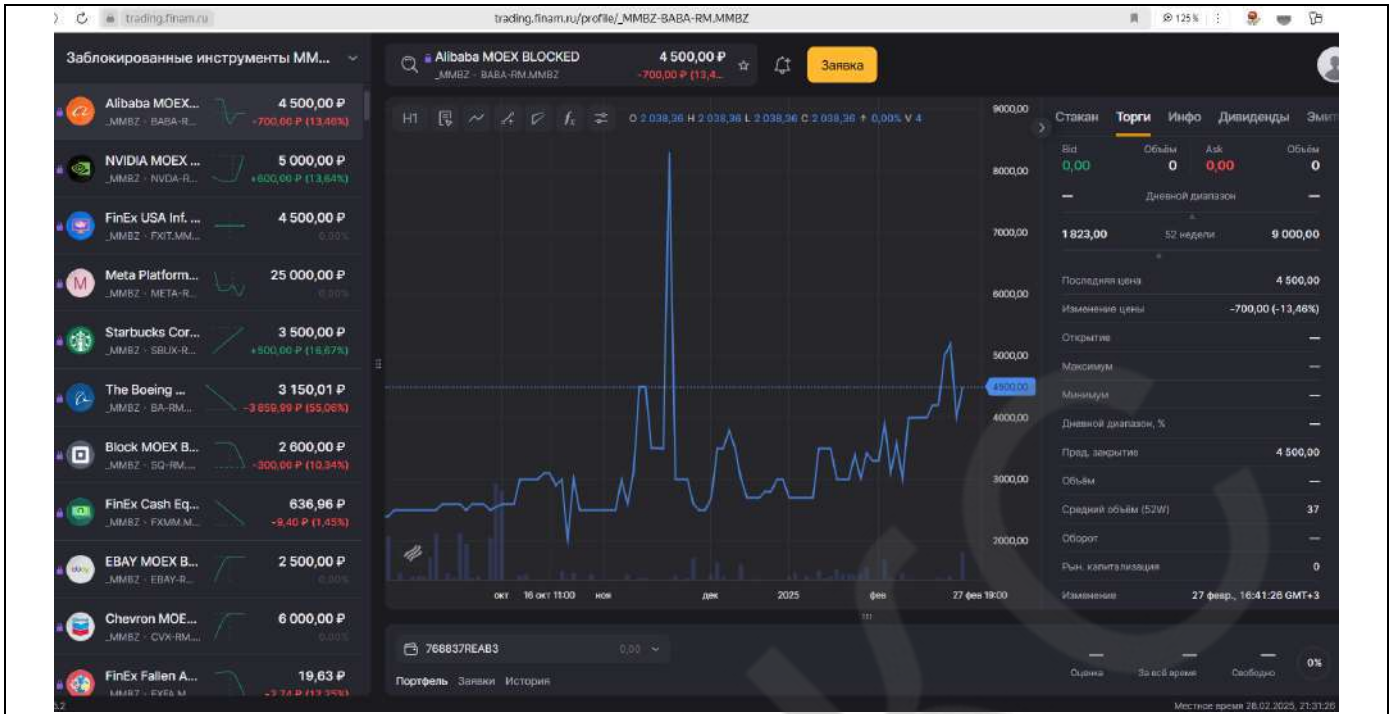 trading.finam.ru
trading.finam.ru/profile/_MMBZ-BABA-RM.MMBZ
125 %
Заблокированные инструменты MM...
Alibaba MOEX BLOCKED
_MMBZ · BABA-RM.MMBZ
4 500,00 ₽
-700,00 ₽ (13,4...
Заявка
Alibaba MOEX...
_MMBZ · BABA-R...
4 500,00 ₽
-700,00 ₽ (13,46%)
NVIDIA MOEX ...
_MMBZ · NVDA-R...
5 000,00 ₽
+600,00 ₽ (13,64%)
FinEx USA Inf. ...
_MMBZ · FXIT.MM...
4 500,00 ₽
0,00%
Meta Platform...
_MMBZ · META-R...
25 000,00 ₽
0,00%
Starbucks Cor...
_MMBZ · SBUX-R...
3 500,00 ₽
+500,00 ₽ (16,67%)
The Boeing ...
_MMBZ · BA-RM....
3 150,01 ₽
-3 859,99 ₽ (55,06%)
Block MOEX B...
_MMBZ · SQ-RM....
2 600,00 ₽
-300,00 ₽ (10,34%)
FinEx Cash Eq...
_MMBZ · FXMM.M...
636,96 ₽
-9,40 ₽ (1,45%)
EBAY MOEX B...
_MMBZ · EBAY-R...
2 500,00 ₽
0,00%
Chevron MOE...
_MMBZ · CVX-RM....
6 000,00 ₽
0,00%
FinEx Fallen A...
19,63 ₽
H1
fx
O 2 038,36 H 2 038,36 L 2 038,36 C 2 038,36 + 0,00% V 4
9000,00
8000,00
7000,00
6000,00
5000,00
4500,00
4000,00
3000,00
2000,00
окт 16 окт 11:00 ноя дек 2025 фев 27 фев 19:00
Стакан Торги Инфо Дивиденды Эмит
Bid Объём Ask Объём
0,00 0 0,00 0
— Дневной диапазон —
1 823,00 52 недели 9 000,00
Последняя цена 4 500,00
Изменение цены -700,00 (-13,46%)
Открытие —
Максимум —
Минимум —
Дневной диапазон, % —
Пред. закрытие 4 500,00
Объём —
Средний объём (52W) 37
Оборот —
Рын. капитализация 0
Изменение 27 февр., 16:41:26 GMT+3
768837REAB3 0,00
Портфель Заявки История
Оценка За всё время Свободно 0%
Местное время 28.02.2025, 21:31:26